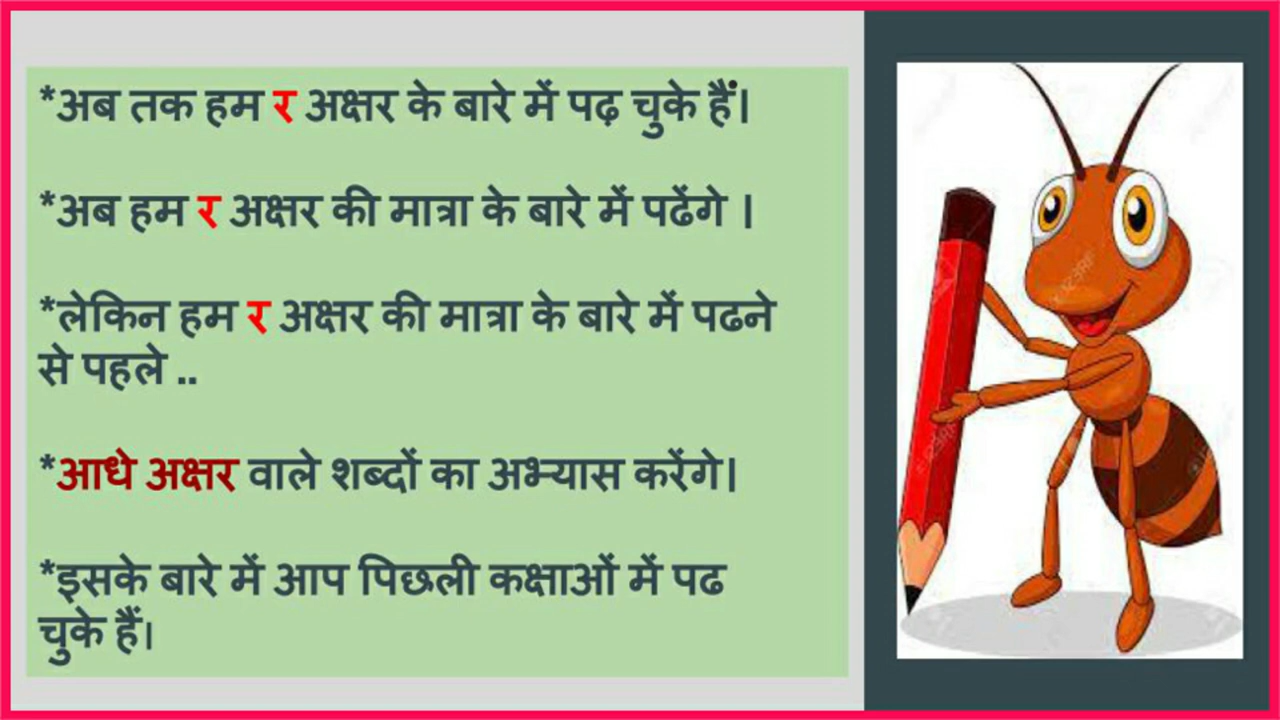 *अब तक हम र अक्षर के बारे में पढ़ चुके हैं।
*अब हम र अक्षर की मात्रा के बारे में पढेंगे ।
*लेकिन हम र अक्षर की मात्रा के बारे में पढने
से पहले ..
*आधे अक्षर वाले शब्दों का अभ्यास करेंगे।
*इसके बारे में आप पिछली कक्षाओं में पढ
चुके हैं।